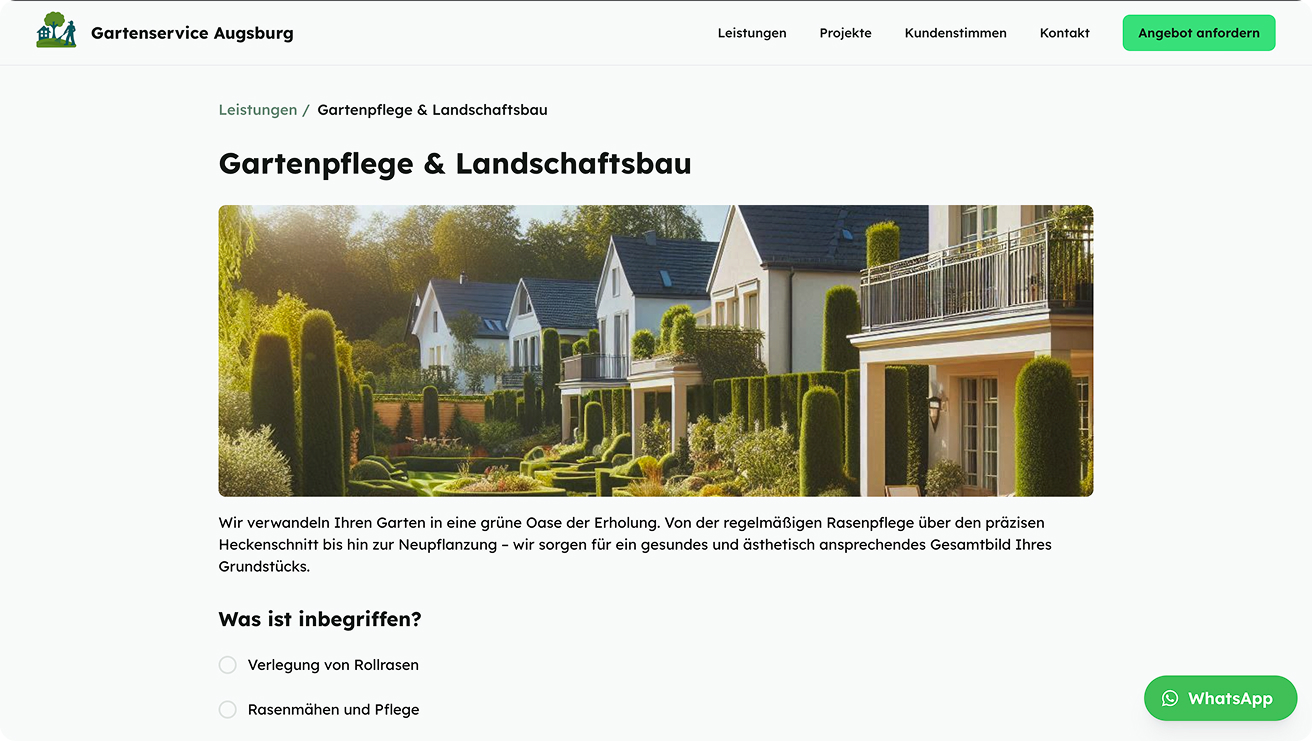 Gartenservice Augsburg
Leistungen
Projekte
Kundenstimmen
Kontakt
Angebot anfordern
Leistungen / Gartenpflege & Landschaftsbau
Gartenpflege & Landschaftsbau
Wir verwandeln Ihren Garten in eine grüne Oase der Erholung. Von der regelmäßigen Rasenpflege über den präzisen
Heckenschnitt bis hin zur Neupflanzung – wir sorgen für ein gesundes und ästhetisch ansprechendes Gesamtbild Ihres
Grundstücks.
Was ist inbegriffen?
Verlegung von Rollrasen
Rasenmähen und Pflege
WhatsApp